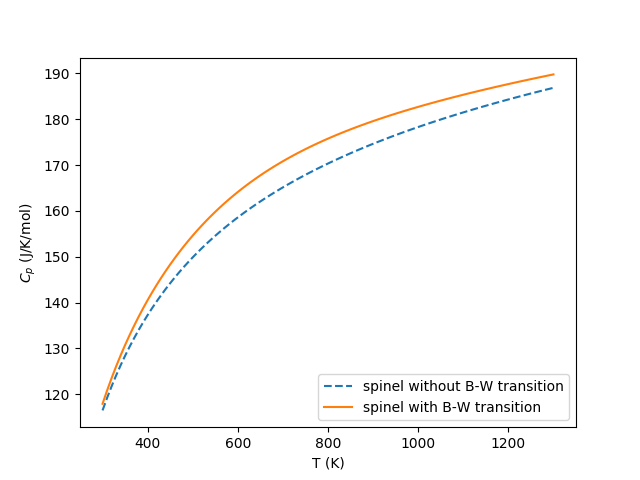 190
180
170
160
150
140
130
120
C_p (J/K/mol)
400 600 800 1000 1200
T (K)
spinel without B-W transition
spinel with B-W transition